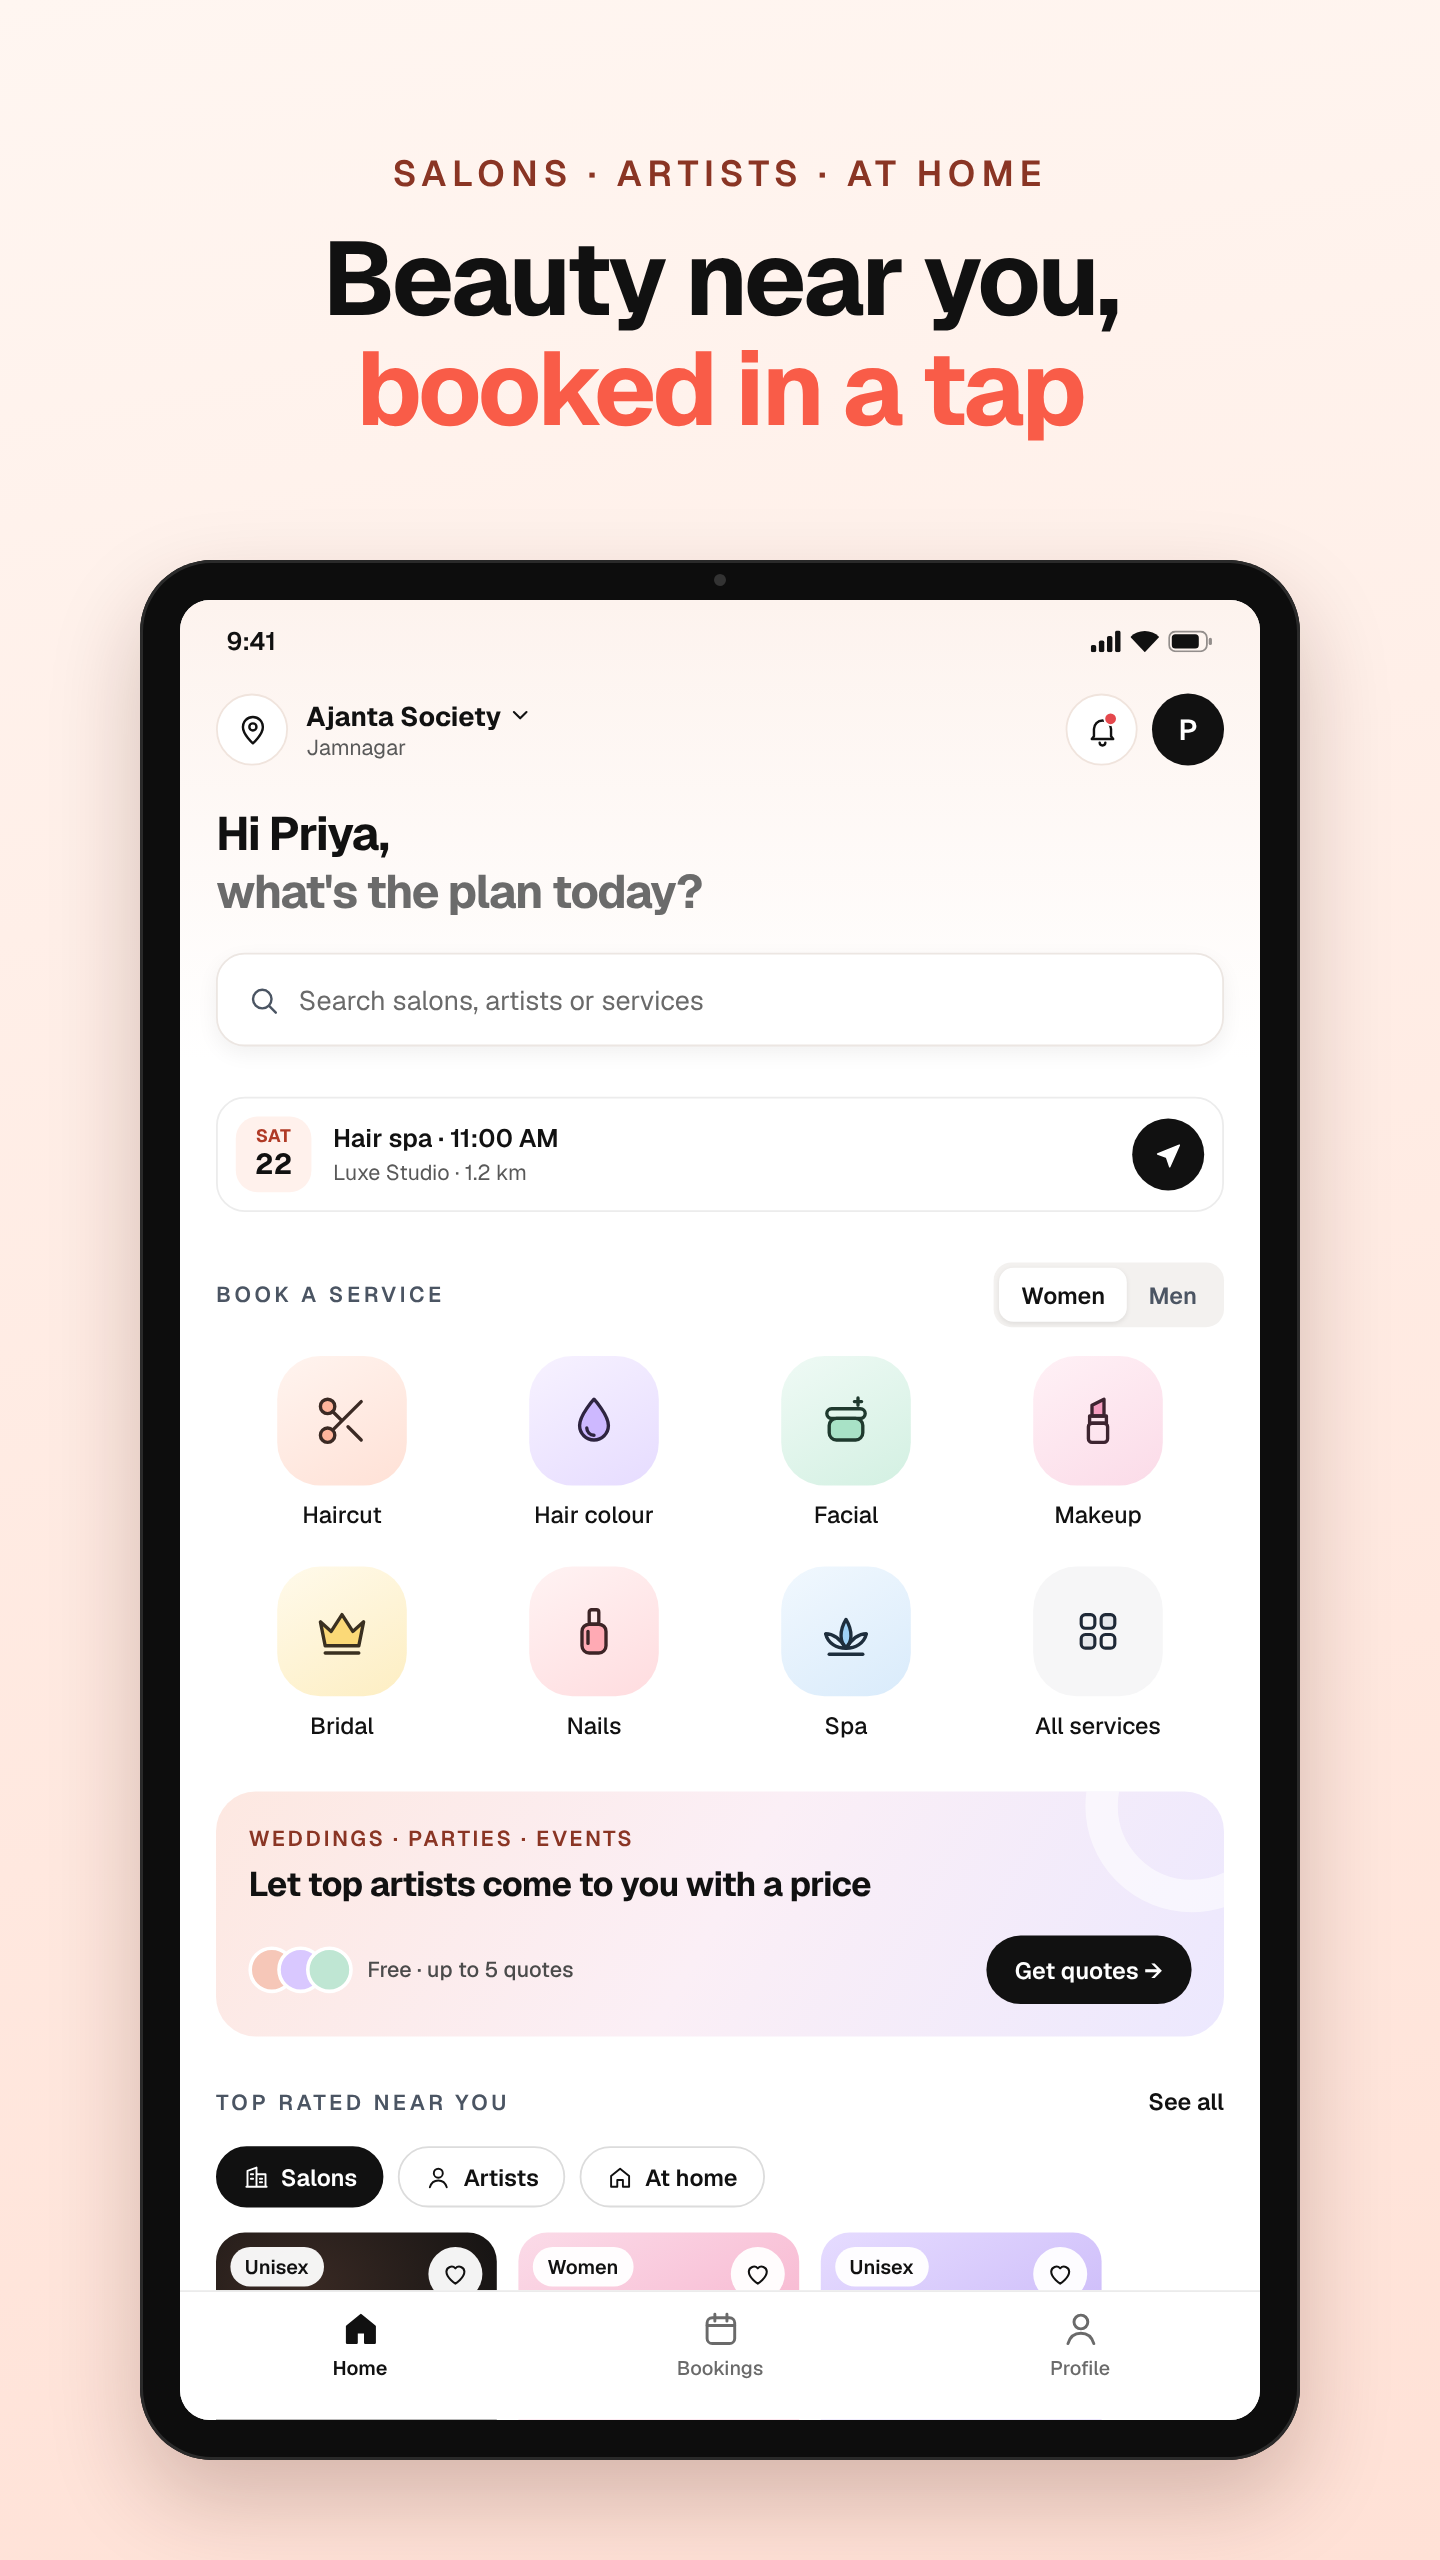 SALONS · ARTISTS · AT HOME
Beauty near you,
booked in a tap
9:41
Ajanta Society
Jamnagar
P
Hi Priya,
what's the plan today?
Search salons, artists or services
SAT
22
Hair spa · 11:00 AM
Luxe Studio · 1.2 km
BOOK A SERVICE
Women
Men
Haircut
Hair colour
Facial
Makeup
Bridal
Nails
Spa
All services
WEDDINGS · PARTIES · EVENTS
Let top artists come to you with a price
Free · up to 5 quotes
Get quotes →
TOP RATED NEAR YOU
See all
Salons
Artists
At home
Unisex
Women
Unisex
Home
Bookings
Profile